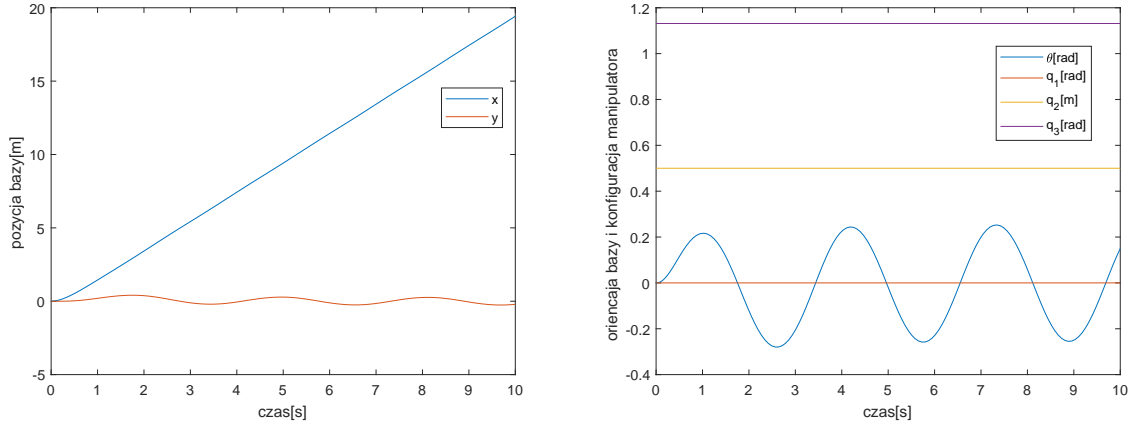 20
15
10
5
0
-5
pozycja bazy[m]
x
y
0 1 2 3 4 5 6 7 8 9 10
czas[s]
1.2
1
0.8
0.6
0.4
0.2
0
-0.2
-0.4
oriencaja bazy i konfiguracja manipulatora
θ[rad]
q1[rad]
q2[m]
q3[rad]
0 1 2 3 4 5 6 7 8 9 10
czas[s]